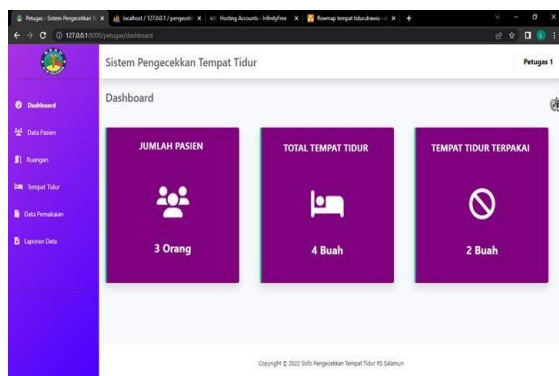 Petugas - Sistem Pengecekkan T
localhost / 127.0.0.1 / pengecek
Hosting Accounts - InfinityFree
flowmap tempat tidur.drawio - d
127.0.0.1:8000/petugas/dashboard
Sistem Pengecekkan Tempat Tidur
Petugas 1
Dashboard
Data Pasien
Ruangan
Tempat Tidur
Data Pemakaian
Laporan Data
Dashboard
JUMLAH PASIEN
3 Orang
TOTAL TEMPAT TIDUR
4 Buah
TEMPAT TIDUR TERPAKAI
2 Buah
Copyright © 2022 Sisfo Pengecekkan Tempat Tidur RS Salamun